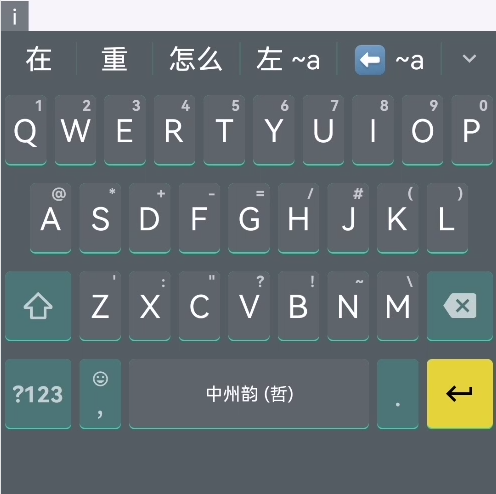 i
在 重 怎么 左 ~a ⬅ ~a
1 2 3 4 5 6 7 8 9 0
Q W E R T Y U I O P
@ * + - = / # ( )
A S D F G H J K L
' : " ? ! ~ \
Z X C V B N M
?123 , 中州韵 (哲) .